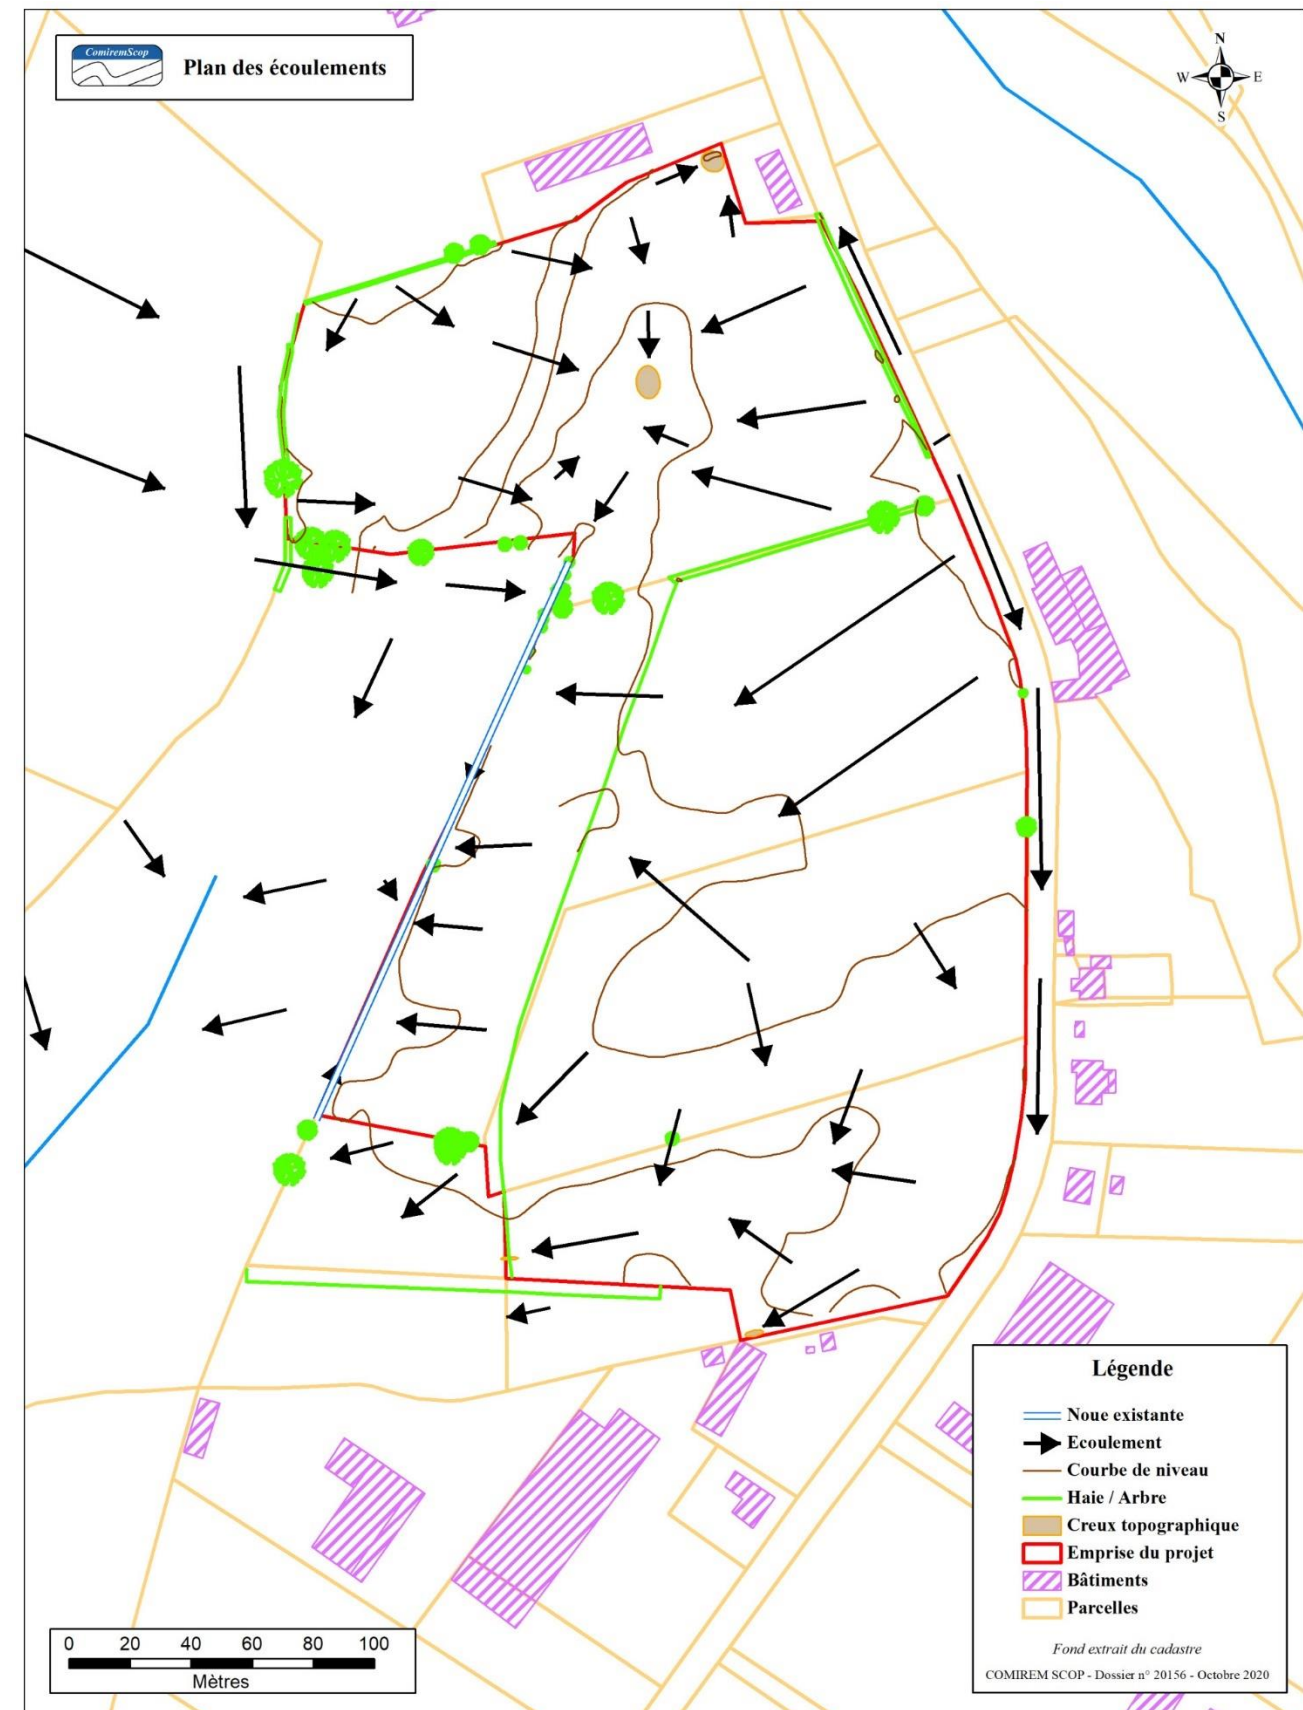 ComiremScop
Plan des écoulements
N
W E
S
Légende
Noue existante
Ecoulement
Courbe de niveau
Haie / Arbre
Creux topographique
Emprise du projet
Bâtiments
Parcelles
Fond extrait du cadastre
COMIREM SCOP - Dossier n° 20156 - Octobre 2020
0 20 40 60 80 100
Mètres